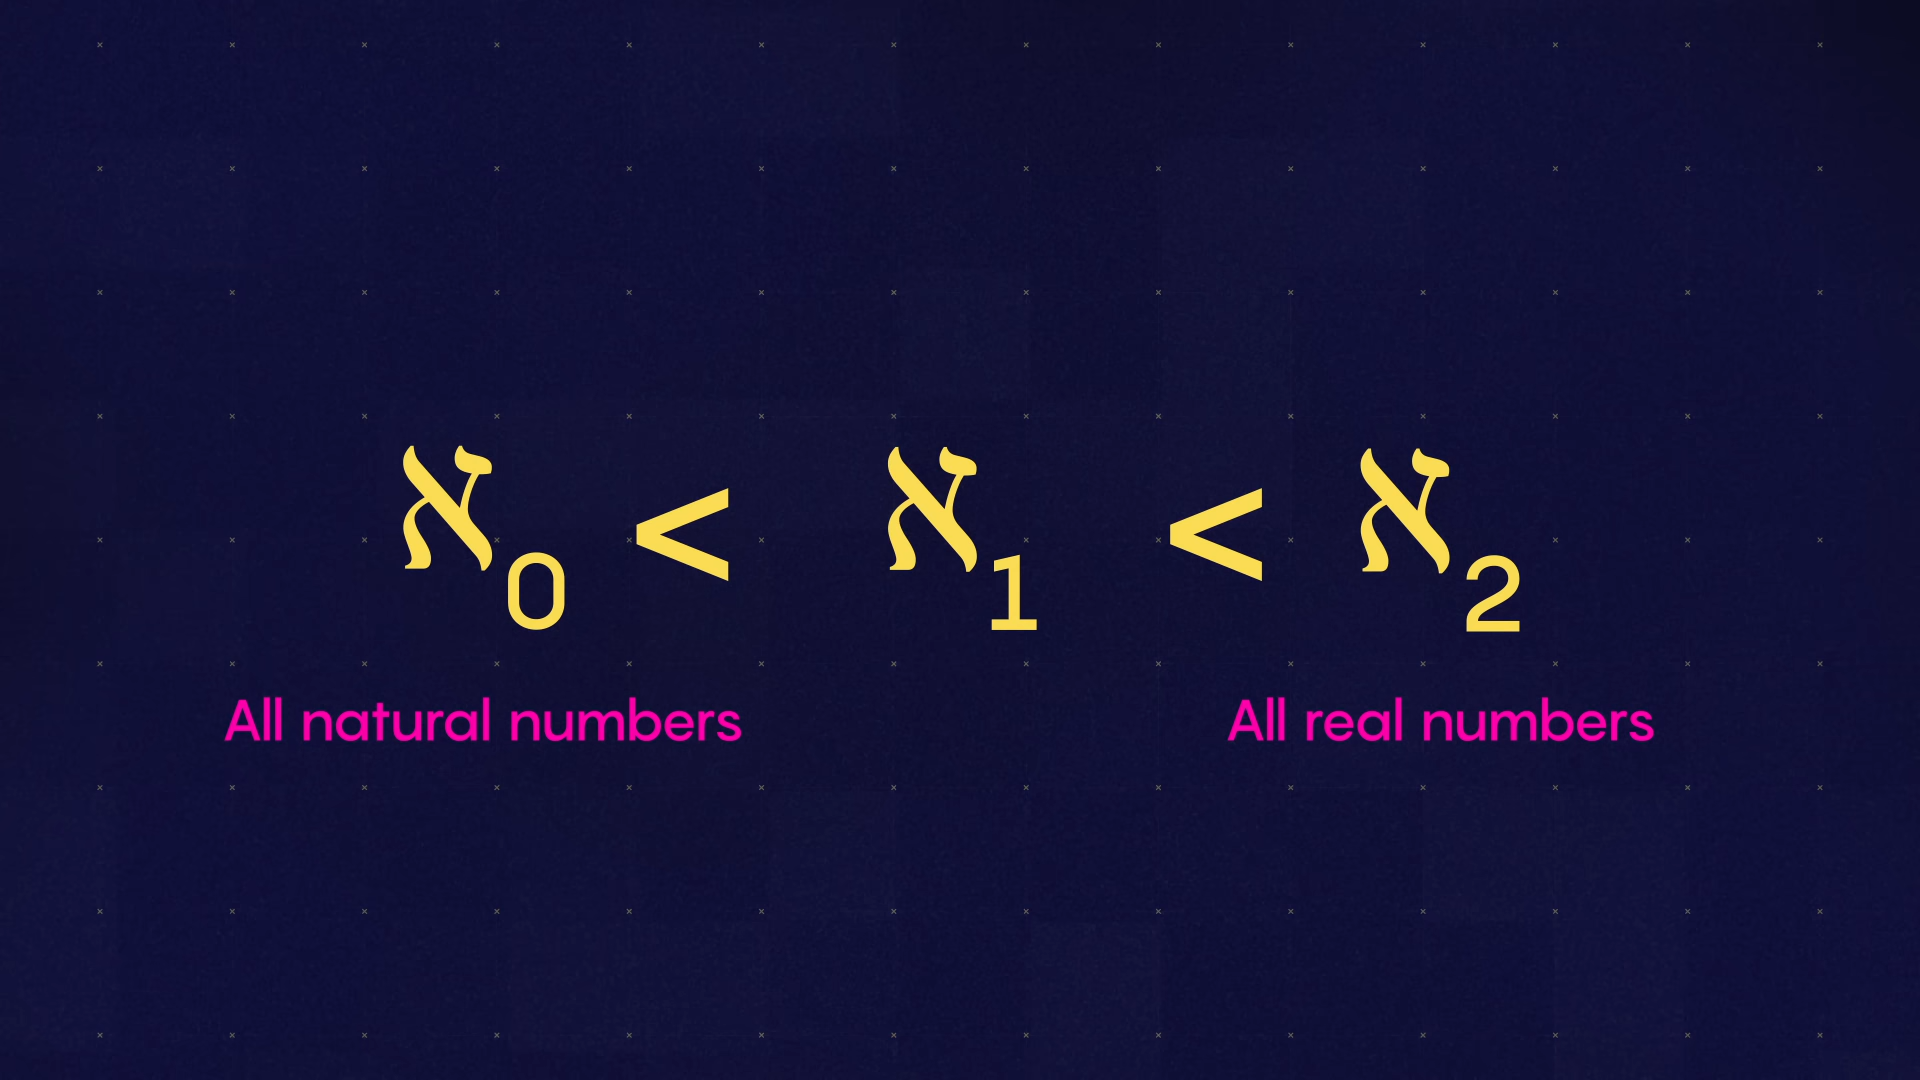 ℵ0 < ℵ1 < ℵ2
All natural numbers
All real numbers